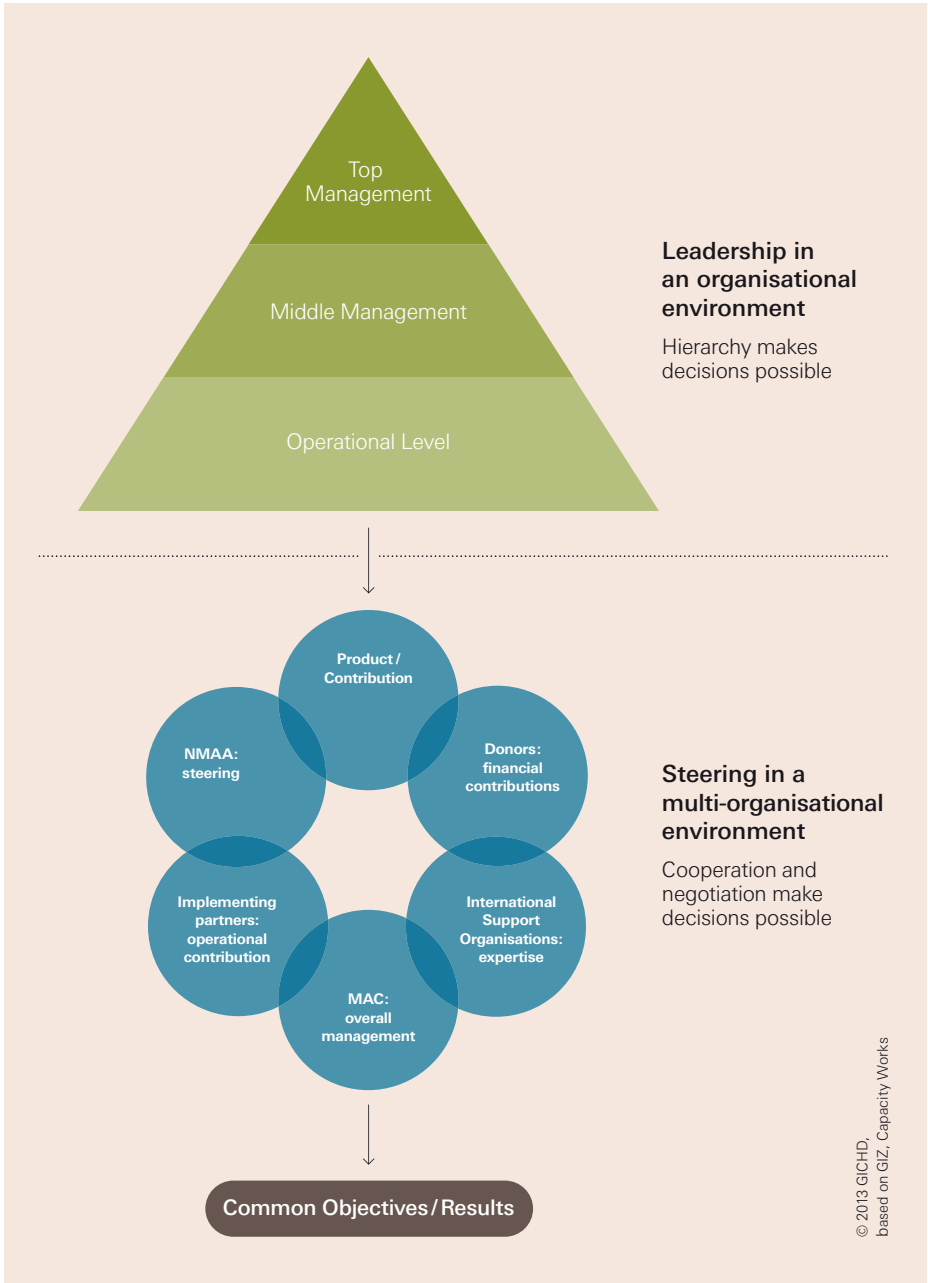 Top
Management
Middle Management
Operational Level
Leadership in
an organisational
environment
Hierarchy makes
decisions possible
Product /
Contribution
NMAA:
steering
Donors:
financial
contributions
Implementing
partners:
operational
contribution
International
Support
Organisations:
expertise
MAC:
overall
management
Steering in a
multi-organisational
environment
Cooperation and
negotiation make
decisions possible
Common Objectives / Results
© 2013 GICHD,
based on GIZ, Capacity Works